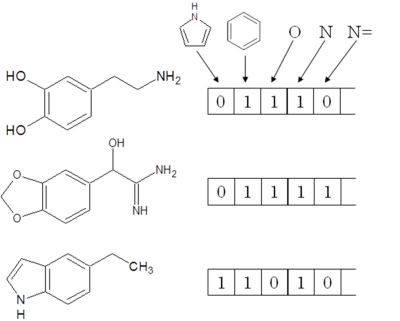 N
H
O N N=
HO
HO
NH2
0 1 1 1 0
OH
O
O
NH2
NH
0 1 1 1 1
CH3
N
H
1 1 0 1 0